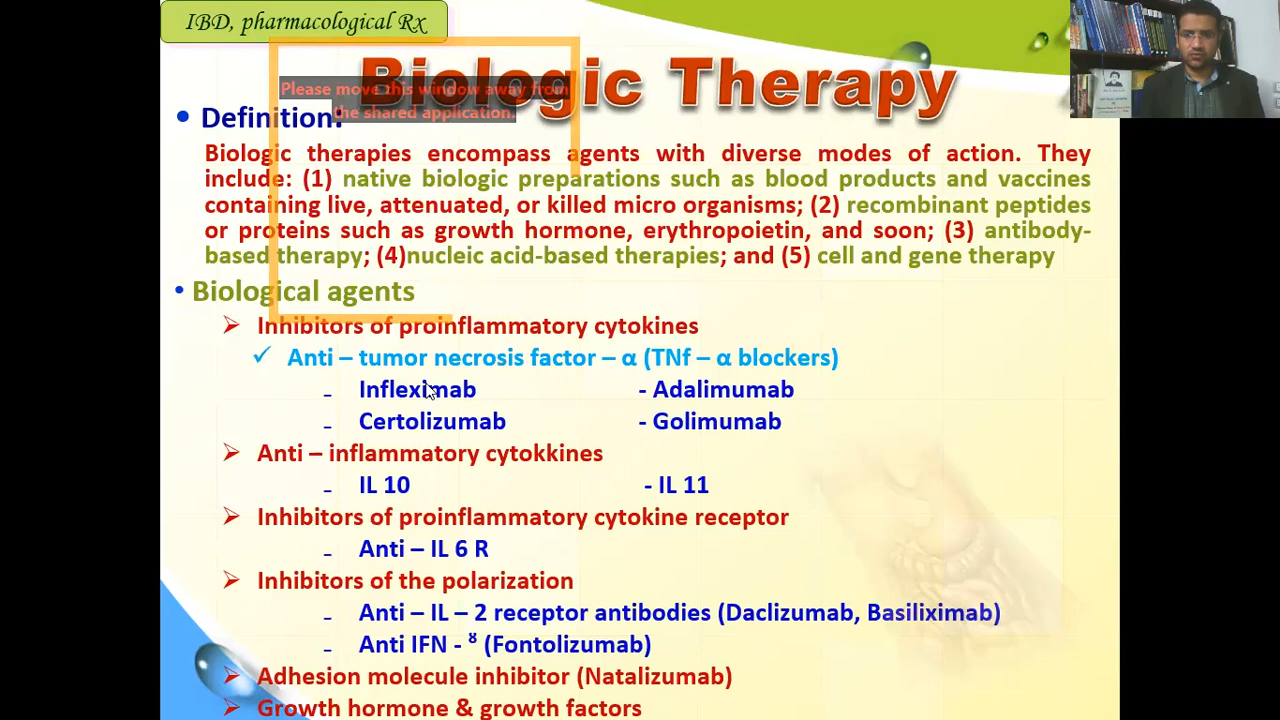 IBD, pharmacological Rx
Biologic Therapy
Please move this window away from
the shared application.
• Definition:
Biologic therapies encompass agents with diverse modes of action. They
include: (1) native biologic preparations such as blood products and vaccines
containing live, attenuated, or killed micro organisms; (2) recombinant peptides
or proteins such as growth hormone, erythropoietin, and soon; (3) antibody-
based therapy; (4)nucleic acid-based therapies; and (5) cell and gene therapy
• Biological agents
➢ Inhibitors of proinflammatory cytokines
✓ Anti – tumor necrosis factor – α (TNf – α blockers)
- Infleximab - Adalimumab
- Certolizumab - Golimumab
➢ Anti – inflammatory cytokkines
- IL 10 - IL 11
➢ Inhibitors of proinflammatory cytokine receptor
- Anti – IL 6 R
➢ Inhibitors of the polarization
- Anti – IL – 2 receptor antibodies (Daclizumab, Basiliximab)
- Anti IFN - ᴽ (Fontolizumab)
➢ Adhesion molecule inhibitor (Natalizumab)
➢ Growth hormone & growth factors